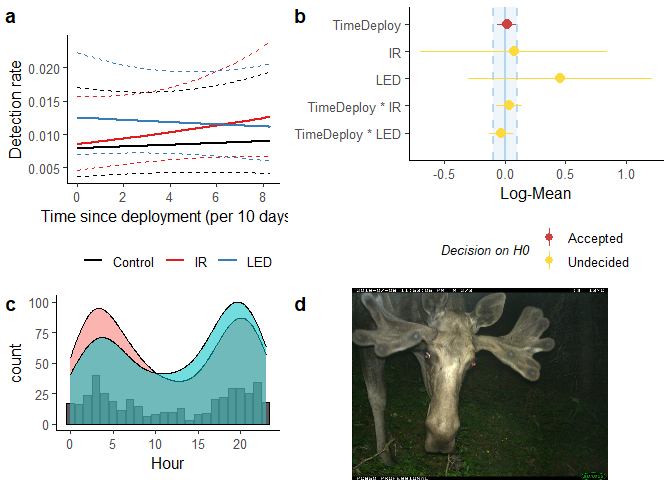 a
Detection rate
0.020
0.015
0.010
0.005
0 2 4 6 8
Time since deployment (per 10 days
Control IR LED
b
TimeDeploy
IR
LED
TimeDeploy * IR
TimeDeploy * LED
-0.5 0.0 0.5 1.0
Log-Mean
Decision on H0
Accepted
Undecided
c
count
100
75
50
25
0
0 5 10 15 20
Hour
d
PROFESSIONAL